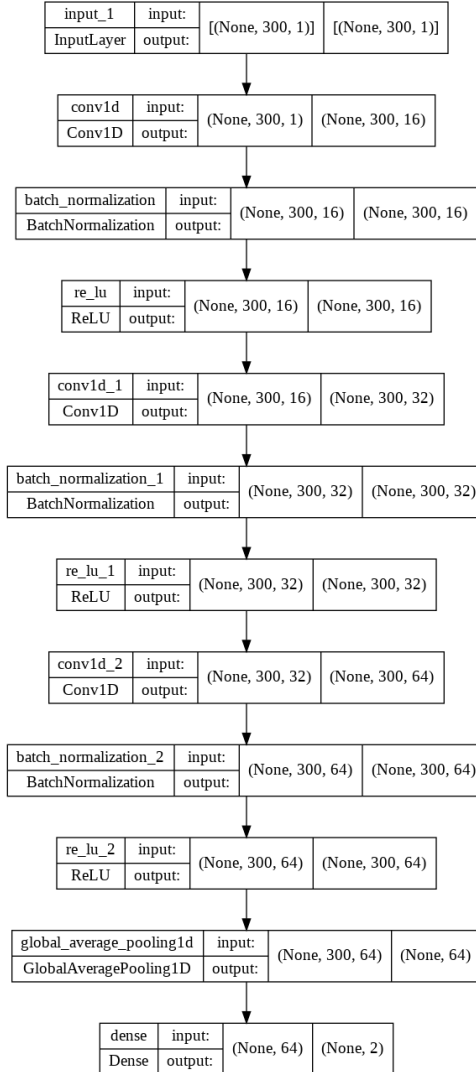 input_1 input: [(None, 300, 1)] [(None, 300, 1)]
InputLayer output:
conv1d input: (None, 300, 1) (None, 300, 16)
Conv1D output:
batch_normalization input: (None, 300, 16) (None, 300, 16)
BatchNormalization output:
re_lu input: (None, 300, 16) (None, 300, 16)
ReLU output:
conv1d_1 input: (None, 300, 16) (None, 300, 32)
Conv1D output:
batch_normalization_1 input: (None, 300, 32) (None, 300, 32)
BatchNormalization output:
re_lu_1 input: (None, 300, 32) (None, 300, 32)
ReLU output:
conv1d_2 input: (None, 300, 32) (None, 300, 64)
Conv1D output:
batch_normalization_2 input: (None, 300, 64) (None, 300, 64)
BatchNormalization output:
re_lu_2 input: (None, 300, 64) (None, 300, 64)
ReLU output:
global_average_pooling1d input: (None, 300, 64) (None, 64)
GlobalAveragePooling1D output:
dense input: (None, 64) (None, 2)
Dense output: